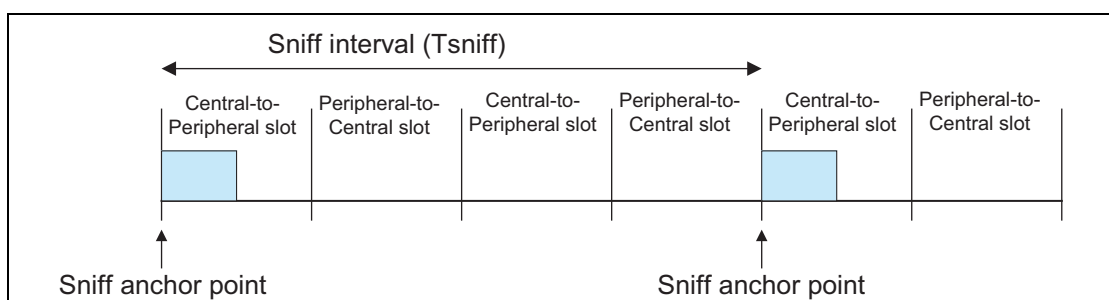 Sniff interval (Tsniff)
Central-to-
Peripheral slot
Peripheral-to-
Central slot
Central-to-
Peripheral slot
Peripheral-to-
Central slot
Central-to-
Peripheral slot
Peripheral-to-
Central slot
Sniff anchor point
Sniff anchor point